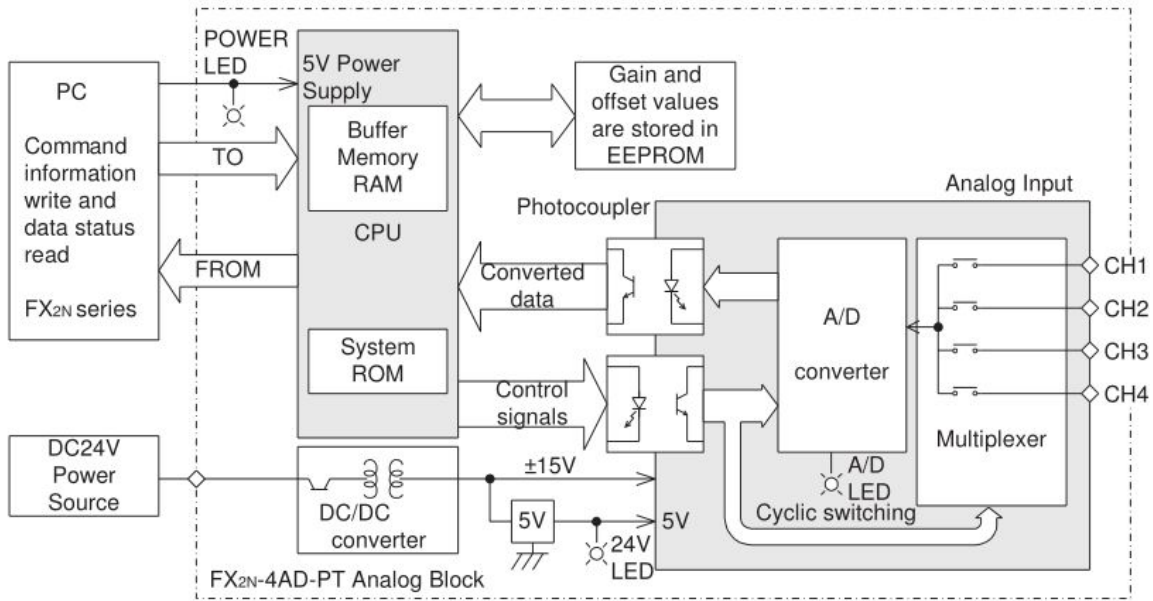 POWER
LED
PC
Command
information
write and
data status
read
FX2N series
TO
FROM
5V Power
Supply
Buffer
Memory
RAM
CPU
System
ROM
Gain and
offset values
are stored in
EEPROM
Photocoupler
Analog Input
Converted
data
Control
signals
A/D
converter
A/D
LED
Multiplexer
CH1
CH2
CH3
CH4
Cyclic switching
DC24V
Power
Source
DC/DC
converter
±15V
5V
5V
24V
LED
FX2N-4AD-PT Analog Block